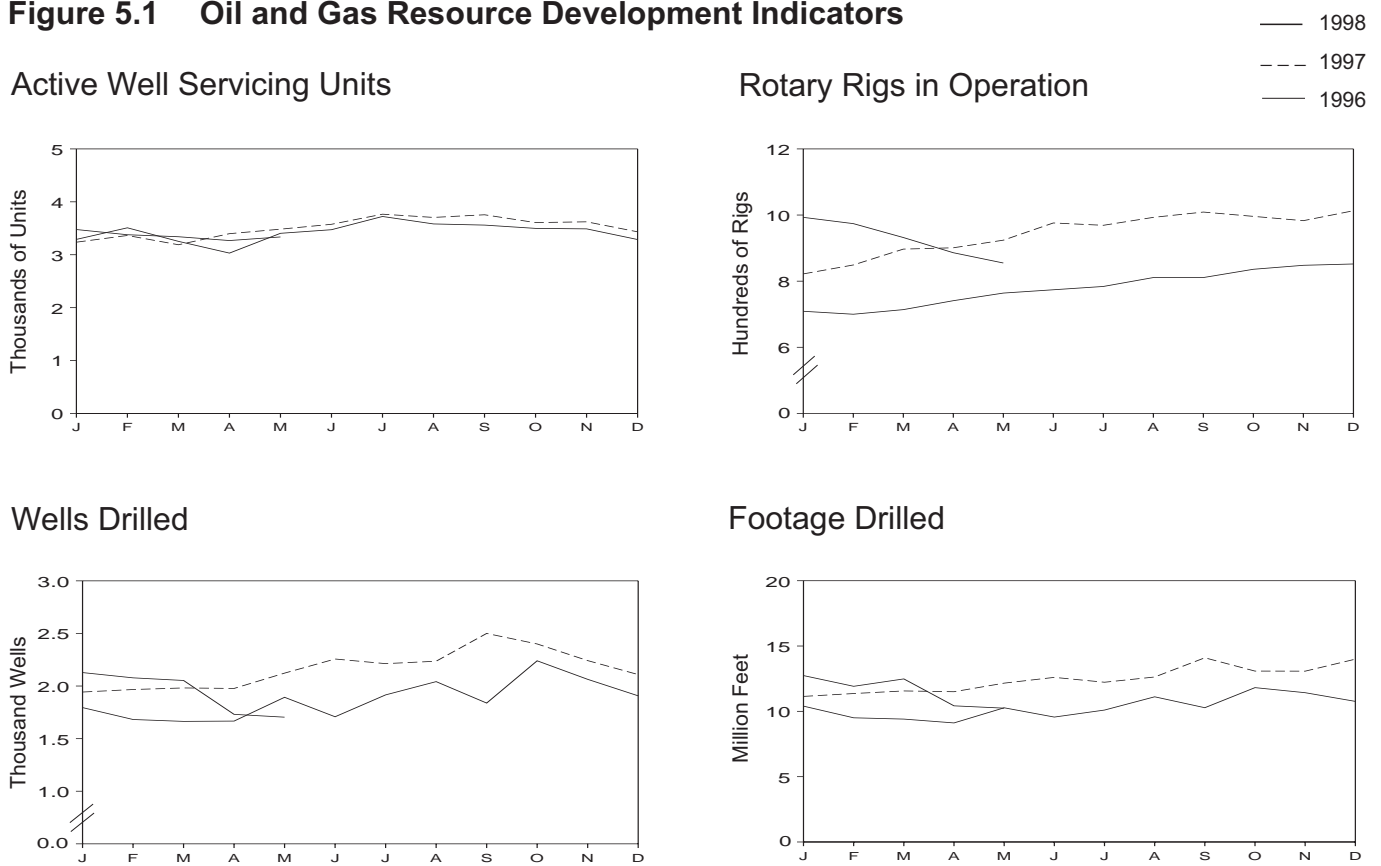 Figure 5.1 Oil and Gas Resource Development Indicators
1998
1997
1996
Active Well Servicing Units
Thousands of Units
5
4
3
2
1
0
J F M A M J J A S O N D
Rotary Rigs in Operation
Hundreds of Rigs
12
10
8
6
0
J F M A M J J A S O N D
Wells Drilled
Thousand Wells
3.0
2.5
2.0
1.5
1.0
0.0
J F M A M J J A S O N D
Footage Drilled
Million Feet
20
15
10
5
0
J F M A M J J A S O N D